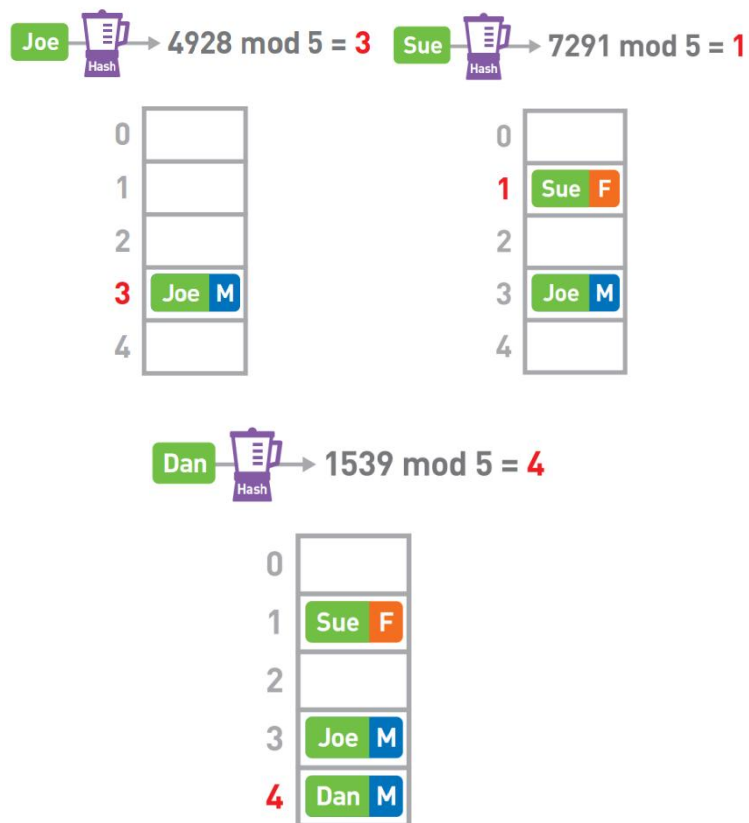 Joe Hash 4928 mod 5 = 3
Sue Hash 7291 mod 5 = 1
0
1
2
3 Joe M
4
0
1 Sue F
2
3 Joe M
4
Dan Hash 1539 mod 5 = 4
0
1 Sue F
2
3 Joe M
4 Dan M